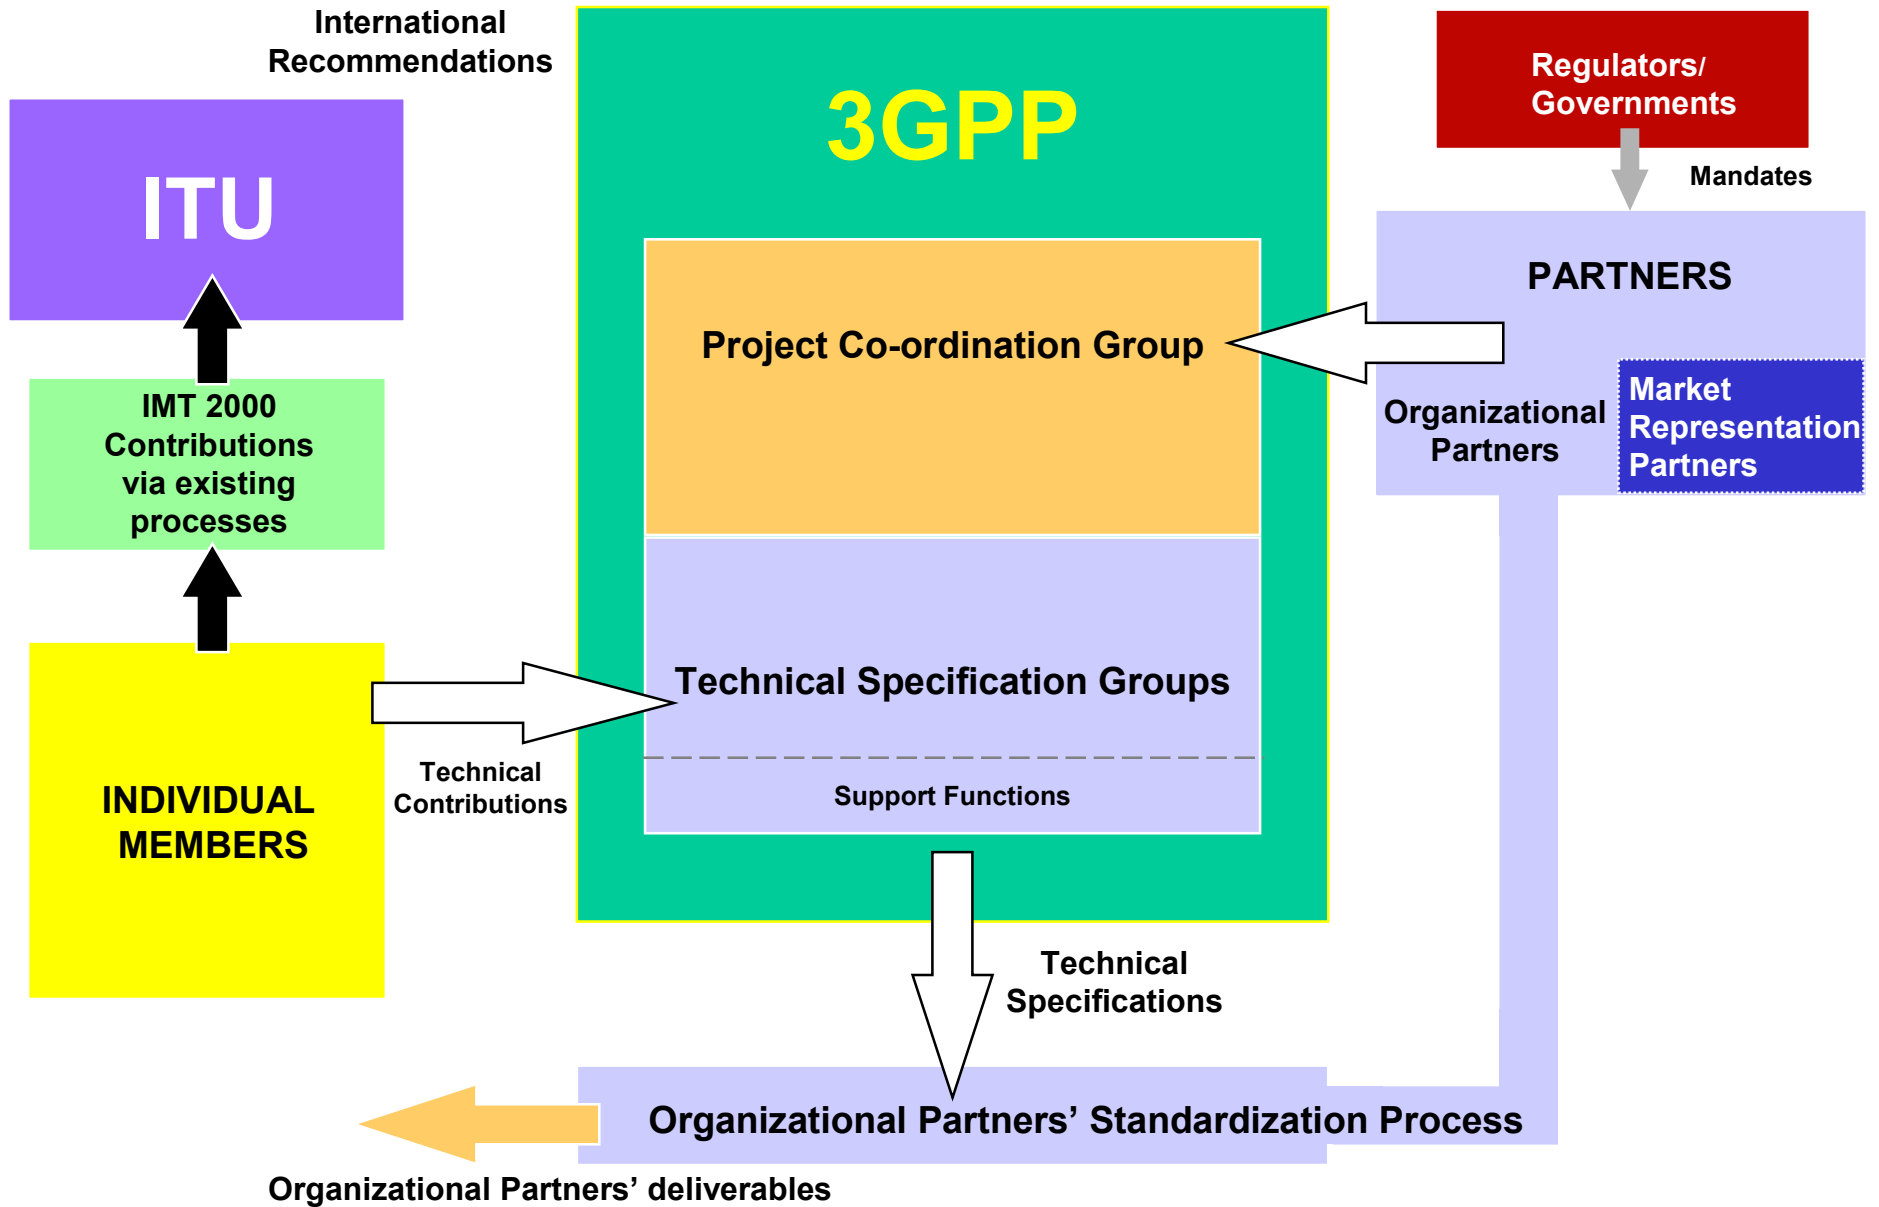 International
Recommendations
3GPP
Regulators/
Governments
Mandates
ITU
PARTNERS
Project Co-ordination Group
Organizational
Partners
Market
Representation
Partners
IMT 2000
Contributions
via existing
processes
Technical Specification Groups
Technical
Contributions
Support Functions
INDIVIDUAL
MEMBERS
Technical
Specifications
Organizational Partners’ Standardization Process
Organizational Partners’ deliverables